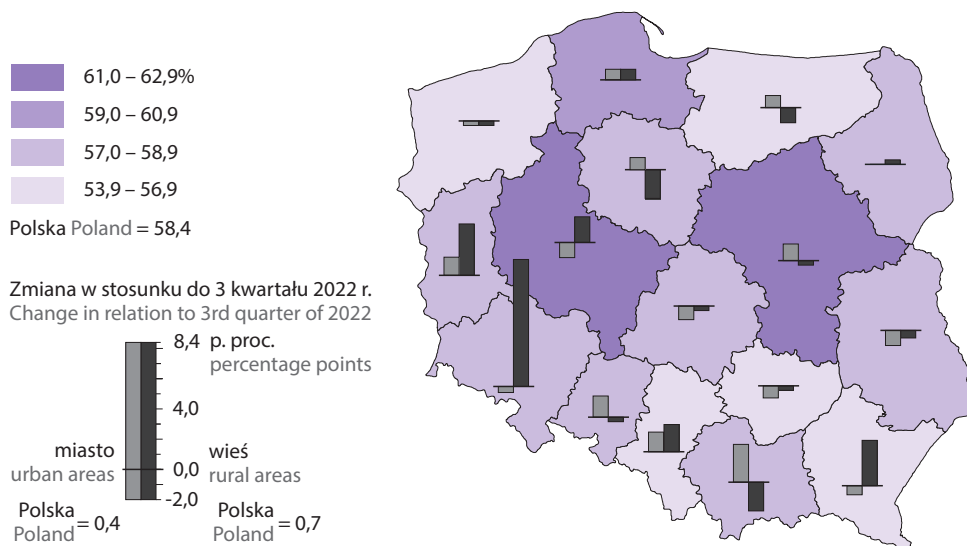 61,0 – 62,9%
59,0 – 60,9
57,0 – 58,9
53,9 – 56,9
Polska Poland = 58,4
Zmiana w stosunku do 3 kwartału 2022 r.
Change in relation to 3rd quarter of 2022
8,4 p. proc.
percentage points
4,0
miasto 0,0 wieś
urban areas rural areas
-2,0
Polska Polska
Poland = 0,4 Poland = 0,7